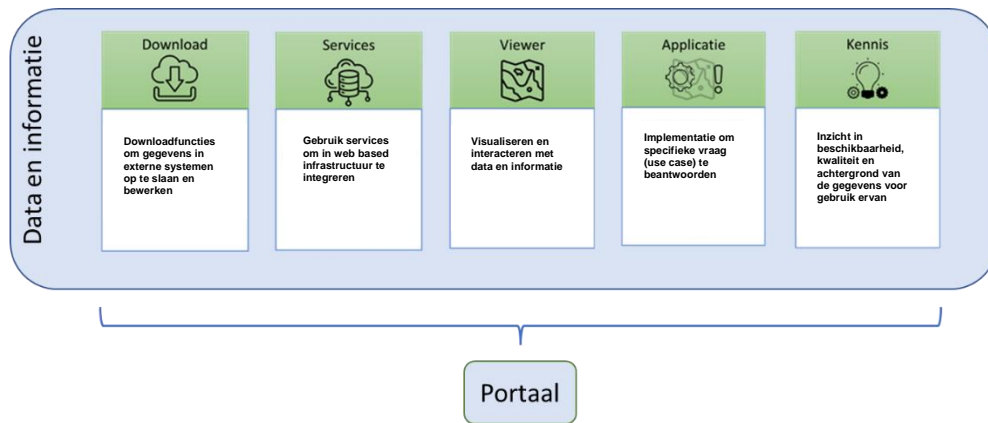 Data en informatie
Download
Downloadfuncties
om gegevens in
externe systemen
op te slaan en
bewerken
Services
Gebruik services
om in web based
infrastructuur te
integreren
Viewer
Visualiseren en
interacteren met
data en informatie
Applicatie
Implementatie om
specifieke vraag
(use case) te
beantwoorden
Kennis
Inzicht in
beschikbaarheid,
kwaliteit en
achtergrond van
de gegevens voor
gebruik ervan
Portaal